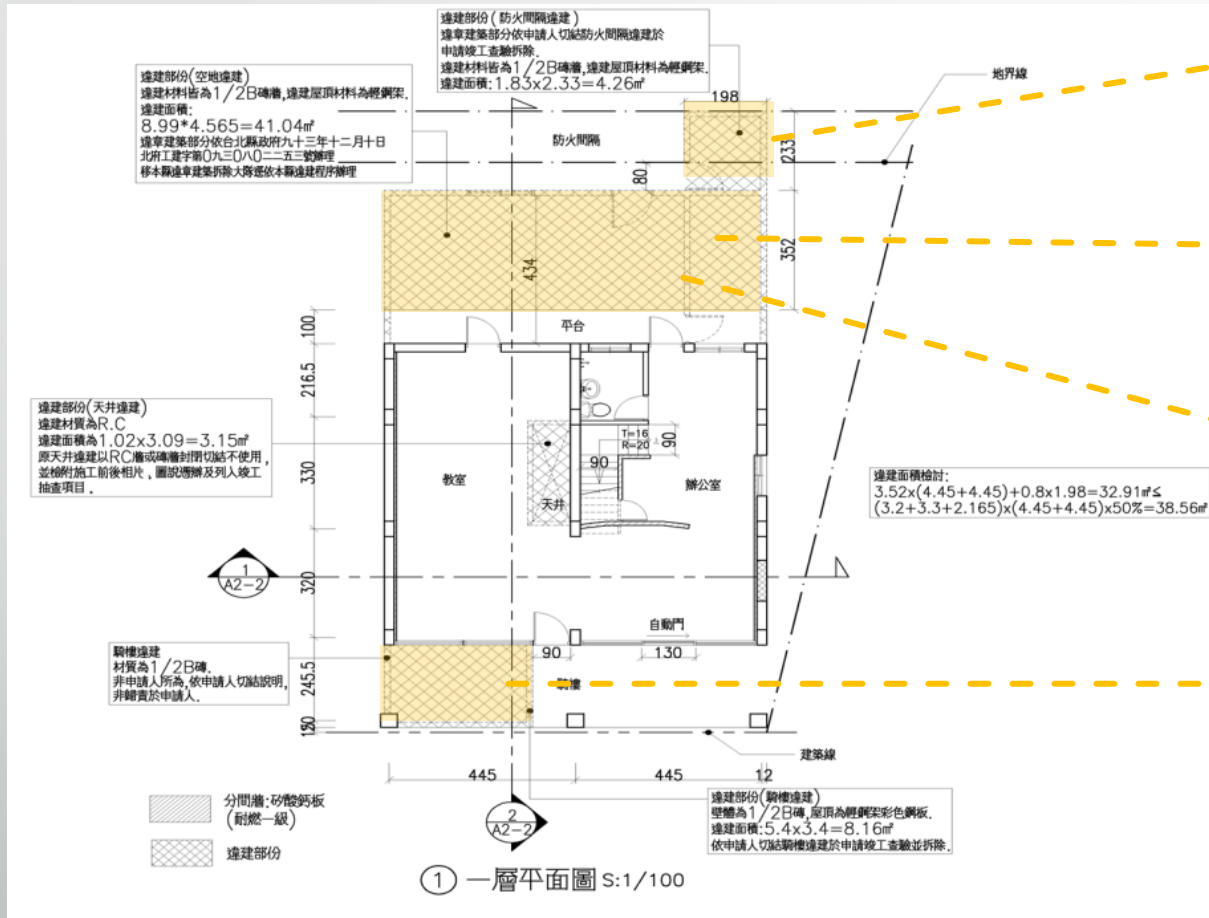 違建部份(防火間隔違建)
違章建築部分依申請人切結防火間隔違建於
申請竣工查驗拆除.
違建材料皆為1/2B磚牆,違建屋頂材料為輕鋼架.
違建面積:1.83x2.33=4.26㎡
違建部份(空地違建)
違建材料皆為1/2B磚牆,違建屋頂材料為輕鋼架.
違建面積:
8.99*4.565=41.04㎡
違章建築部分依台北縣政府九十三年十二月十日
北府工建字第0九三0八0二二五三號辦理
移本縣違章建築拆除大隊逕依本縣違建程序辦理
地界線
198
防火間隔
233
80
352
434
100
平台
216.5
違建部份(天井違建)
違建材質為R.C
違建面積為1.02x3.09=3.15㎡
原天井違建以RC牆或磚牆封閉切結不使用,
並檢附施工前後相片,圖說憑辦及列入竣工
抽查項目.
T=16
R=20
90
90
330
教室
天井
辦公室
違建面積檢討:
3.52x(4.45+4.45)+0.8x1.98=32.91㎡≤
(3.2+3.3+2.165)x(4.45+4.45)x50%=38.56㎡
1
A2-2
320
自動門
90
130
騎樓違建
材質為1/2B磚.
非申請人所為,依申請人切結說明,
非歸責於申請人.
245.5
騎樓
建築線
445
445
12
分間牆:矽酸鈣板
(耐燃一級)
違建部份
2
A2-2
違建部份(騎樓違建)
壁體為1/2B磚,屋頂為輕鋼架彩色鋼板.
違建面積:5.4x3.4=8.16㎡
依申請人切結騎樓違建於申請竣工查驗並拆除.
1 一層平面圖 S:1/100